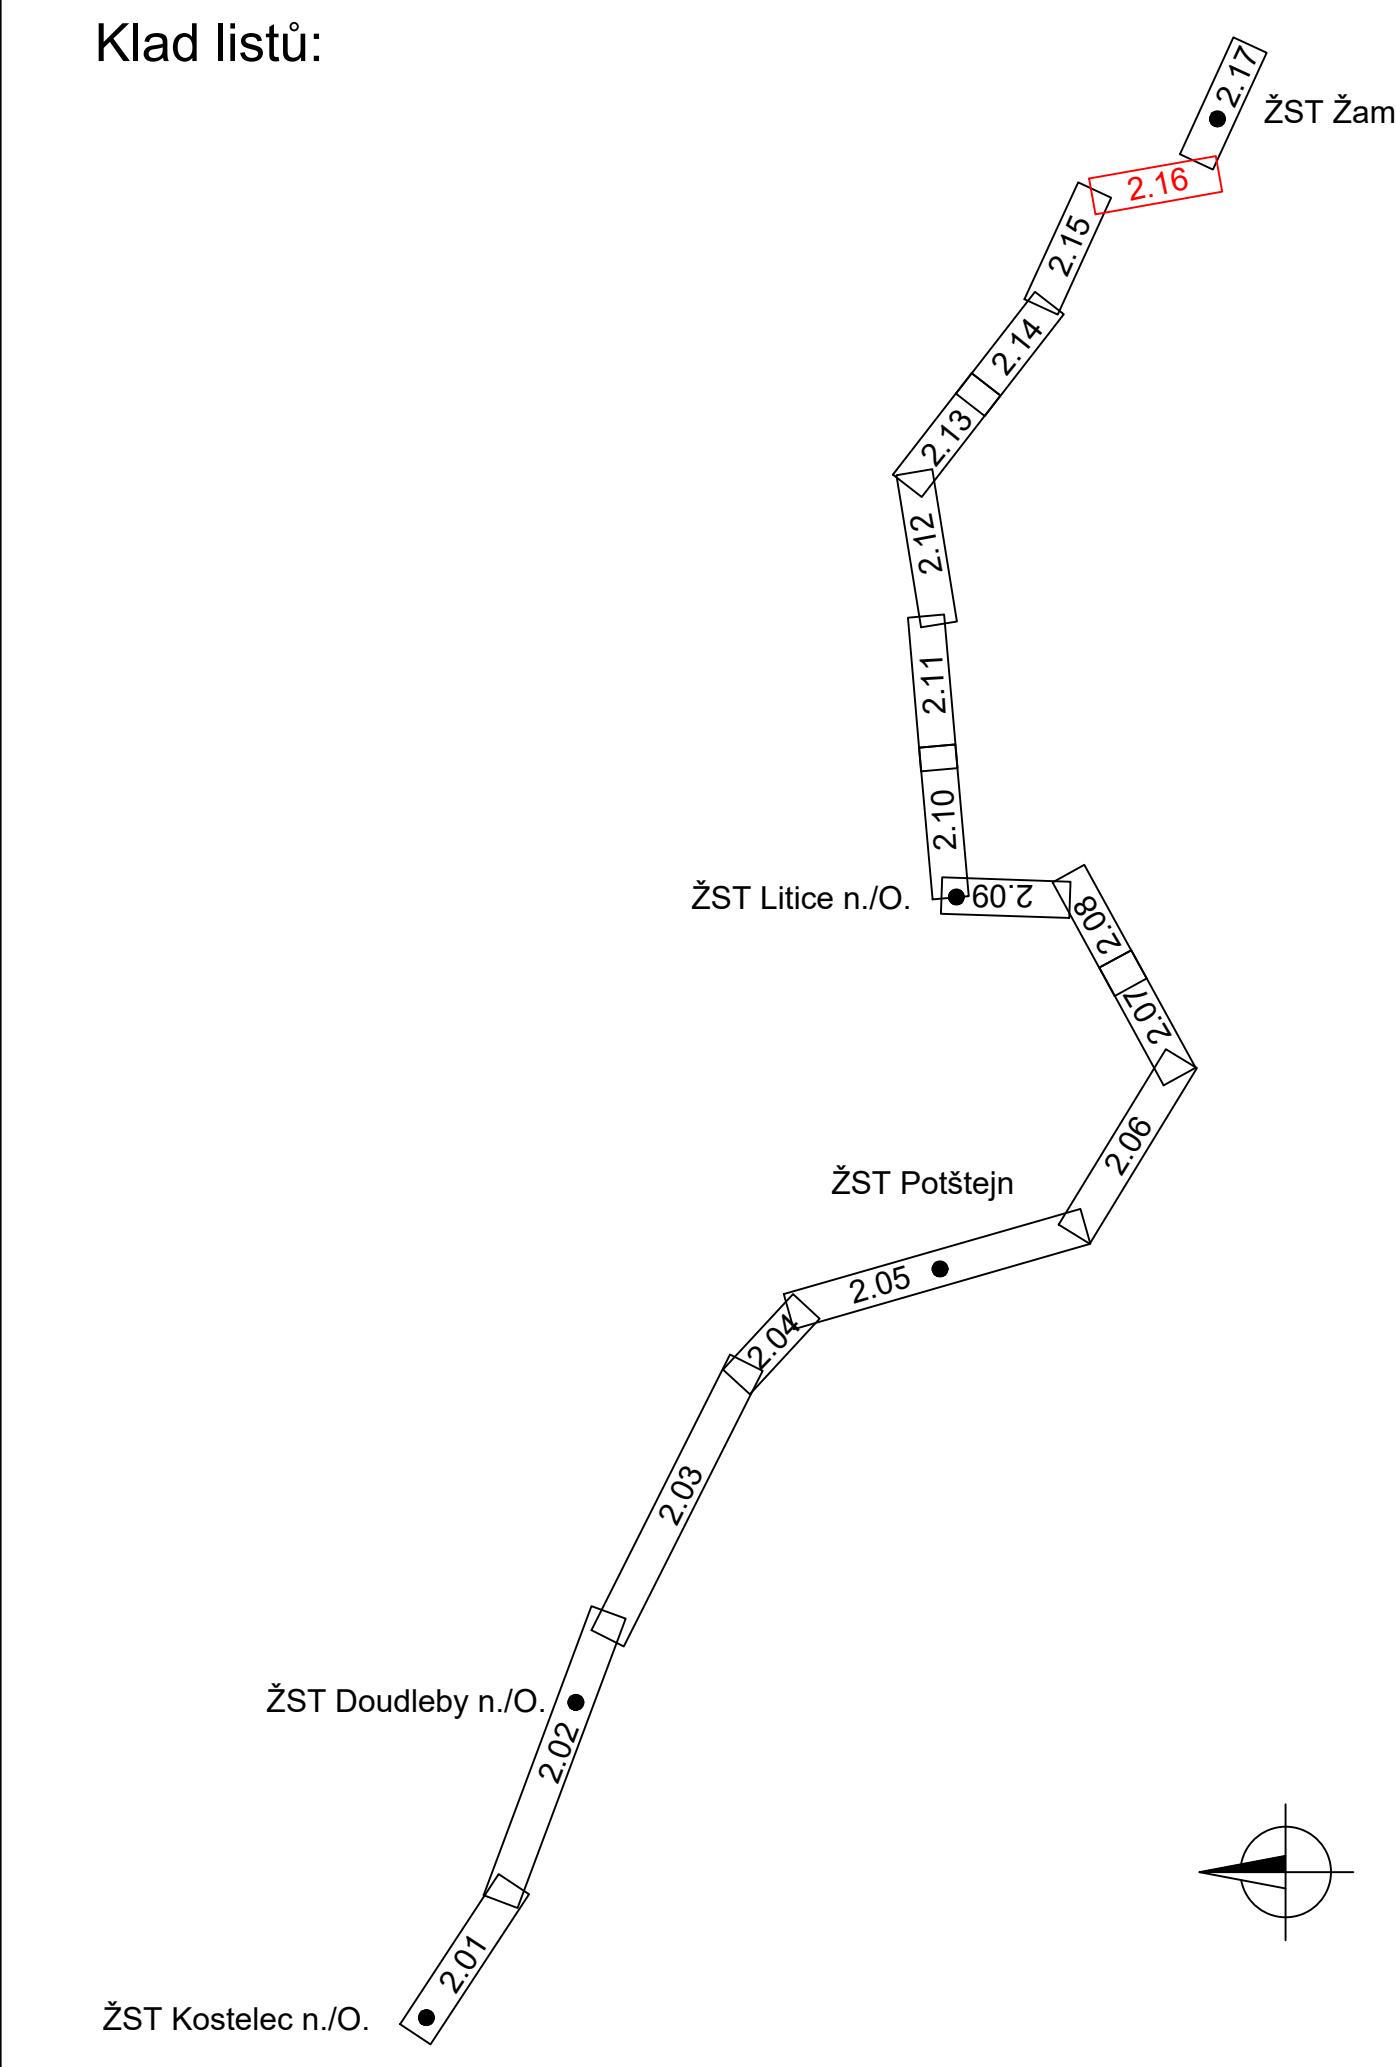 Klad listů:
2.17
ŽST Žam
2.16
2.15
2.14
2.13
2.12
2.11
2.10
ŽST Litice n./O.
2.09
2.08
2.07
2.06
ŽST Potštejn
2.05
2.04
2.03
ŽST Doudleby n./O.
2.02
2.01
ŽST Kostelec n./O.